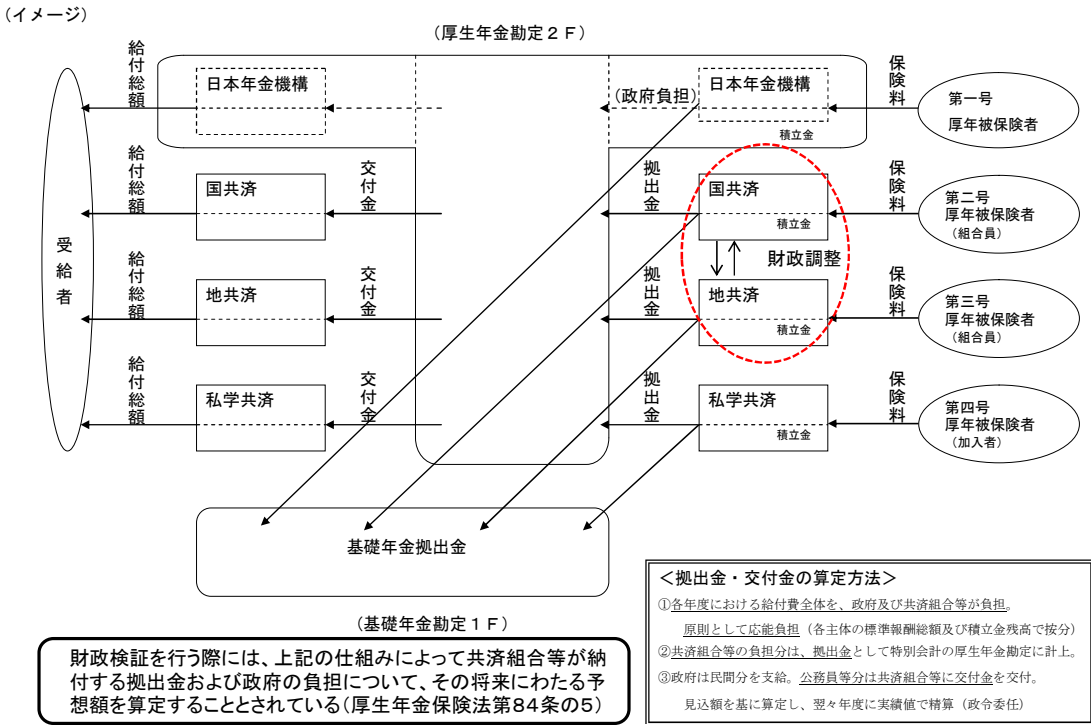 （イメージ）
（厚生年金勘定２Ｆ）
給付総額
日本年金機構
（政府負担）
日本年金機構
積立金
保険料
第一号
厚年被保険者
受給者
給付総額
国共済
交付金
拠出金
国共済
積立金
保険料
第二号
厚年被保険者
（組合員）
財政調整
給付総額
地共済
交付金
拠出金
地共済
積立金
保険料
第三号
厚年被保険者
（組合員）
給付総額
私学共済
交付金
拠出金
私学共済
積立金
保険料
第四号
厚年被保険者
（加入者）
基礎年金拠出金
（基礎年金勘定１Ｆ）
財政検証を行う際には、上記の仕組みによって共済組合等が納
付する拠出金および政府の負担について、その将来にわたる予
想額を算定することとされている（厚生年金保険法第８４条の５）
＜拠出金・交付金の算定方法＞
①各年度における給付費全体を、政府及び共済組合等が負担。
原則として応能負担（各主体の標準報酬総額及び積立金残高で按分）
②共済組合等の負担分は、拠出金として特別会計の厚生年金勘定に計上。
③政府は民間分を支給。公務員等分は共済組合等に交付金を交付。
見込額を基に算定し、翌々年度に実績値で精算（政令委任）